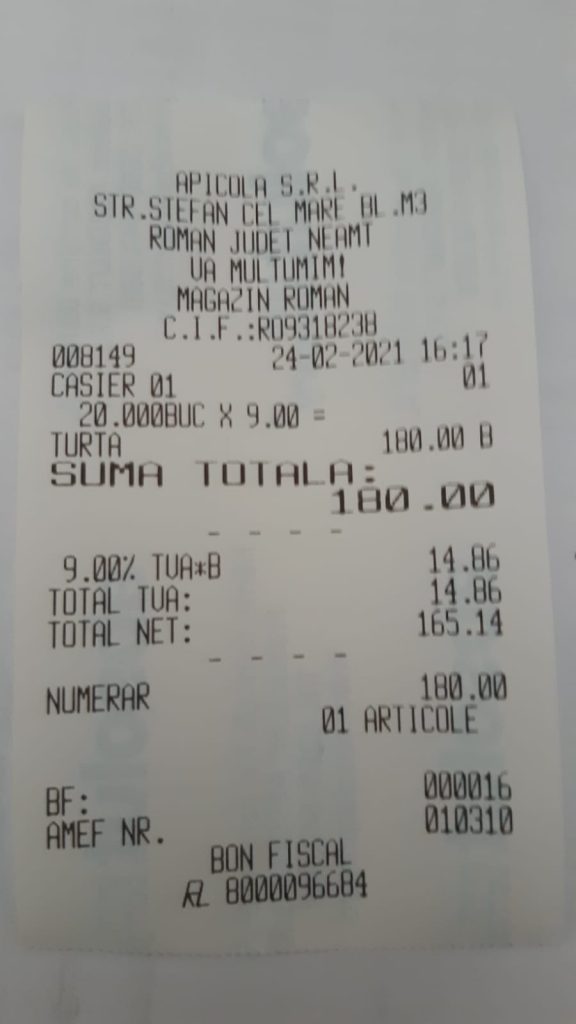 APICOLA S.R.L.
STR.STEFAN CEL MARE BL.M3
ROMAN JUDET NEAMT
VA MULTUMIM!
MAGAZIN ROMAN
C.I.F.:RO9318238
008149 24-02-2021 16:17
CASIER 01 01
20.000BUC X 9.00 =
TURTA 180.00 B
SUMA TOTALA:
180.00
- - - -
9.00% TVA*B 14.86
TOTAL TVA: 14.86
TOTAL NET: 165.14
- - - -
NUMERAR 180.00
01 ARTICOLE
BF: 000016
AMEF NR. 010310
BON FISCAL
8000096684